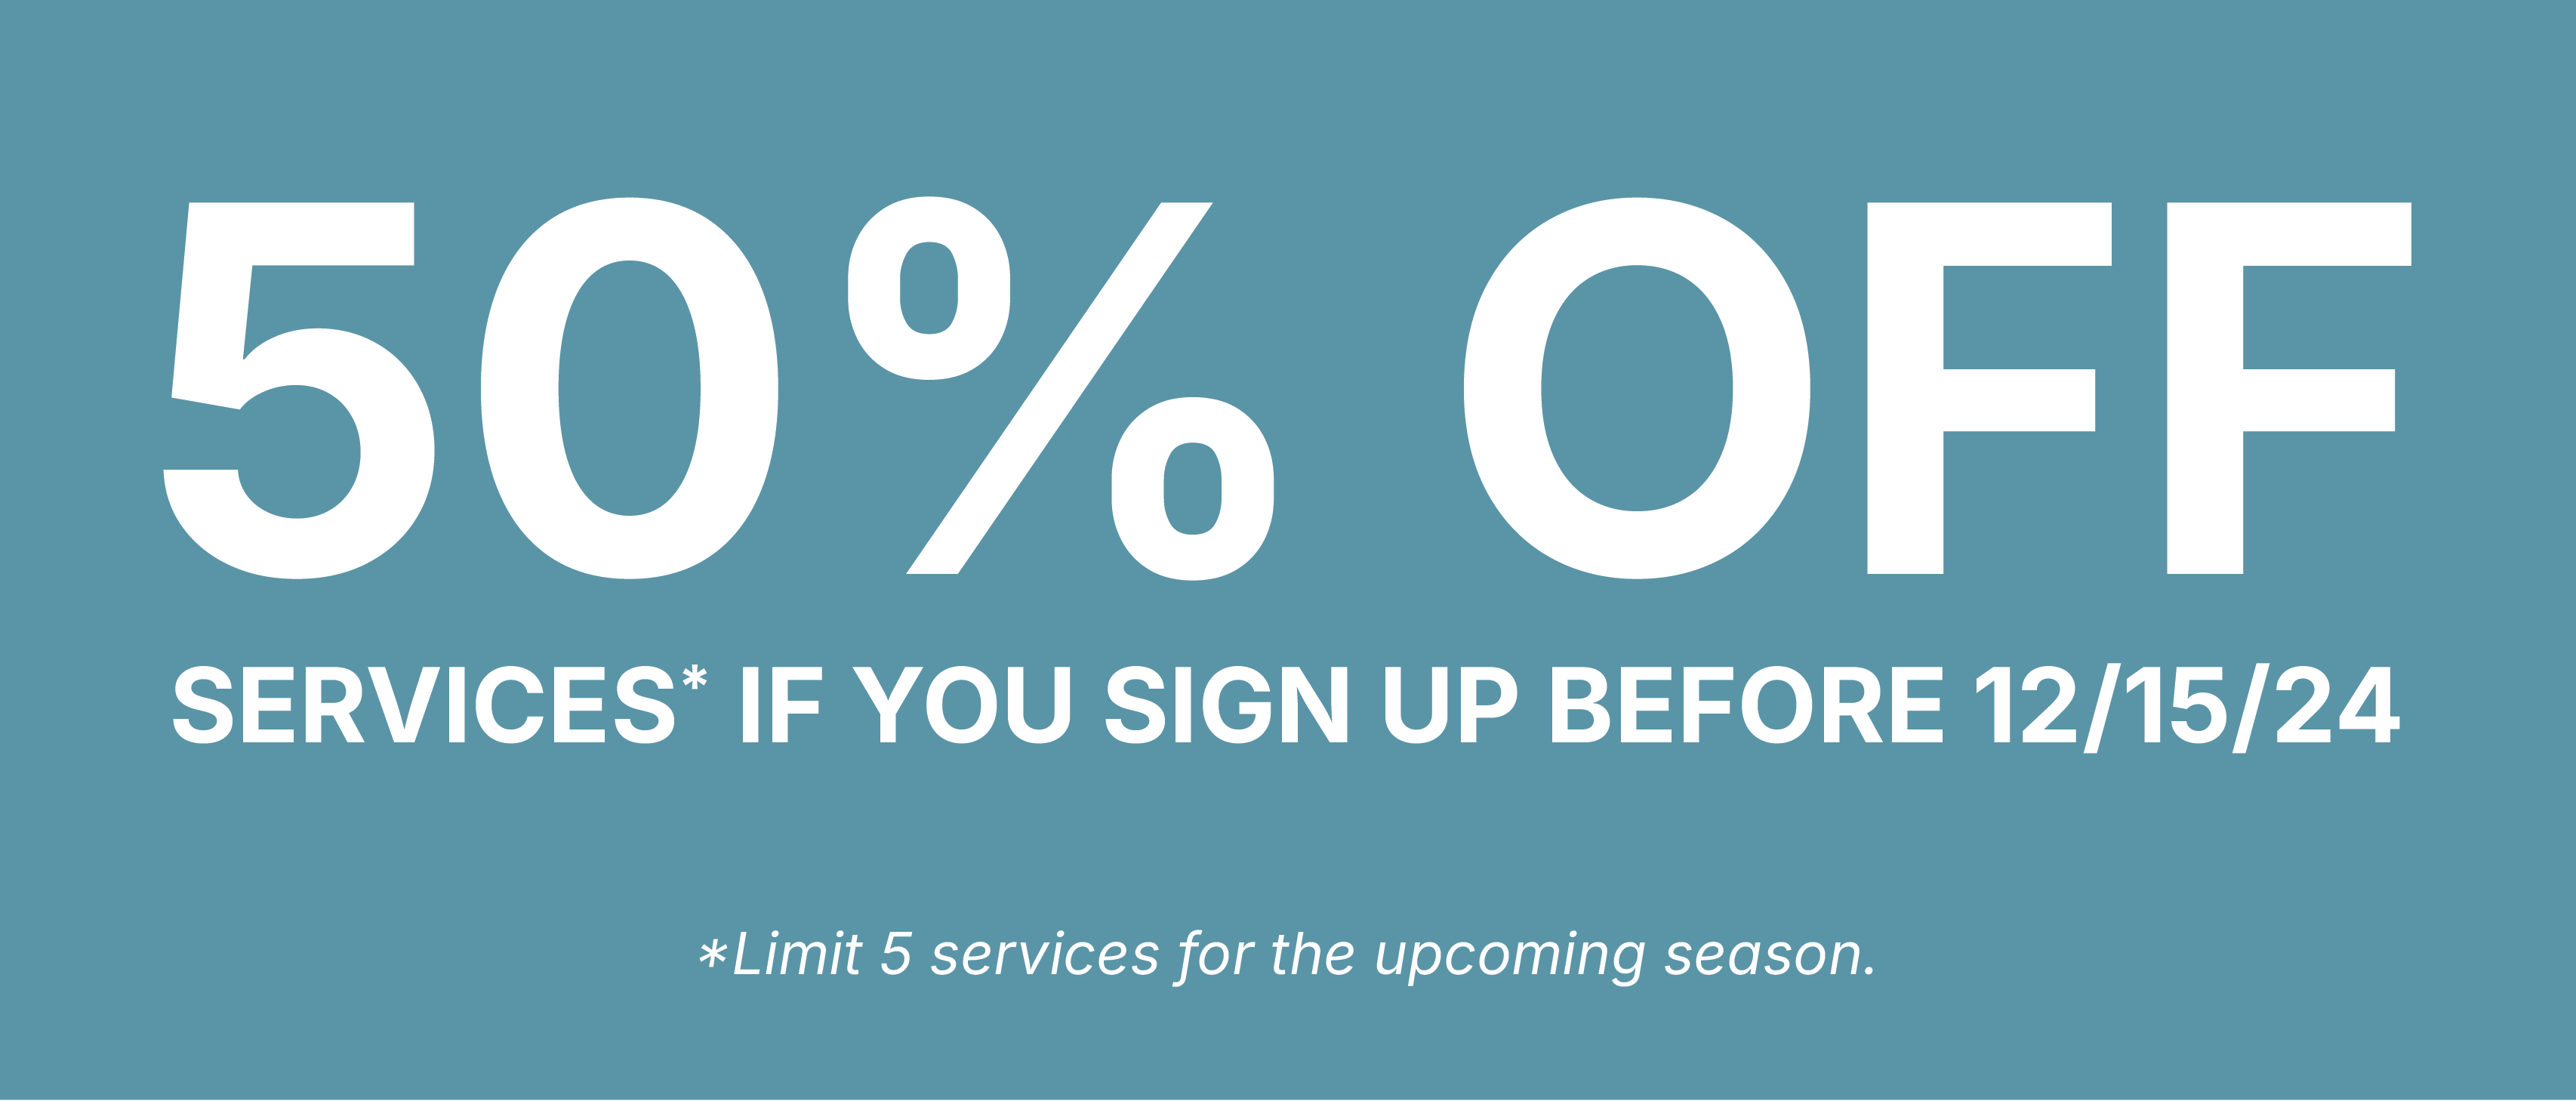 50% OFF
SERVICES* IF YOU SIGN UP BEFORE 12/15/24
*Limit 5 services for the upcoming season.